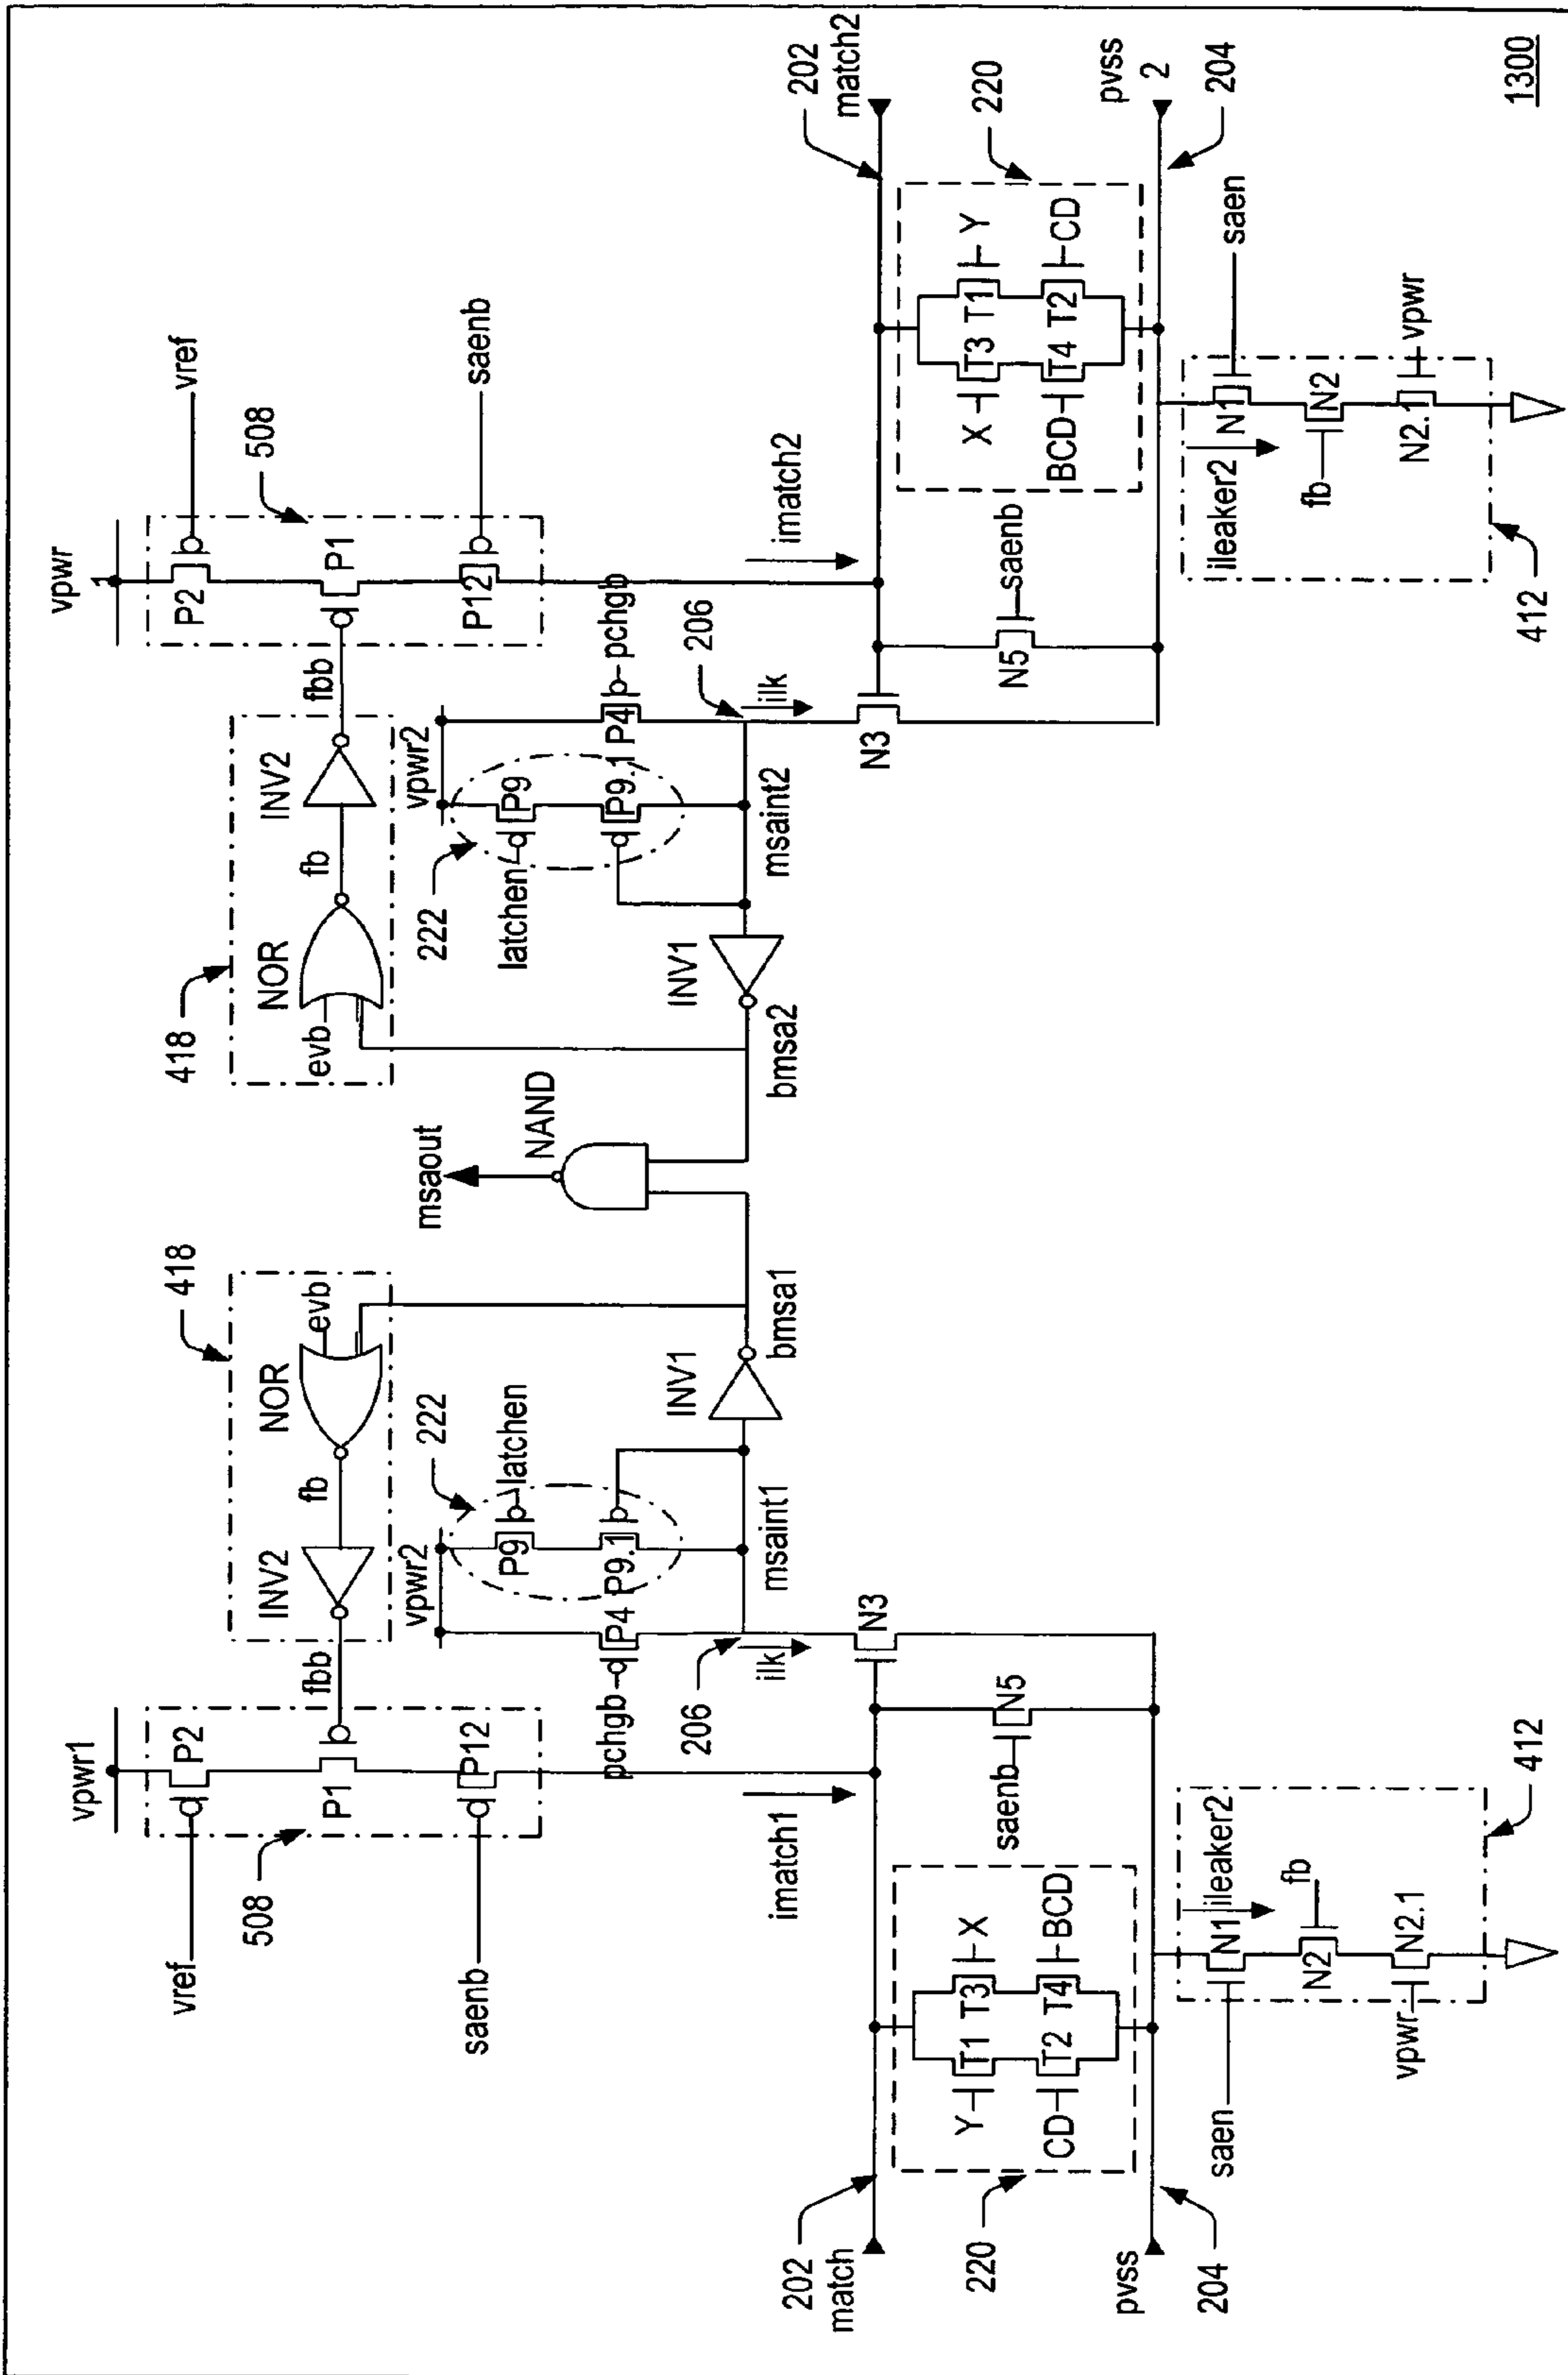 vpwr1
vref
508
saenb
P2
P1
P12
fbb
418
INV2
fb
NOR
evb
vpwr2
222
P9
latchen
P4
P9.1
pchgb
206
ilk
msaint1
INV1
bmsa1
imatch1
N3
N5
saenb
202
match
220
Y
T1
T3
X
CD
T2
T4
BCD
pvss
204
saen
N1
ileaker2
N2
fb
vpwr
N2.1
412
msaout
NAND
418
NOR
evb
fb
INV2
fbb
vpwr
1
P2
vref
508
P1
P12
saenb
vpwr2
222
latchen
P9
P9.1
P4
pchgb
206
ilk
msaint2
INV1
bmsa2
imatch2
N3
N5
saenb
202
match2
220
X
T3
T1
Y
BCD
T4
T2
CD
pvss
2
204
ileaker2
N1
saen
fb
N2
N2.1
vpwr
412
1300